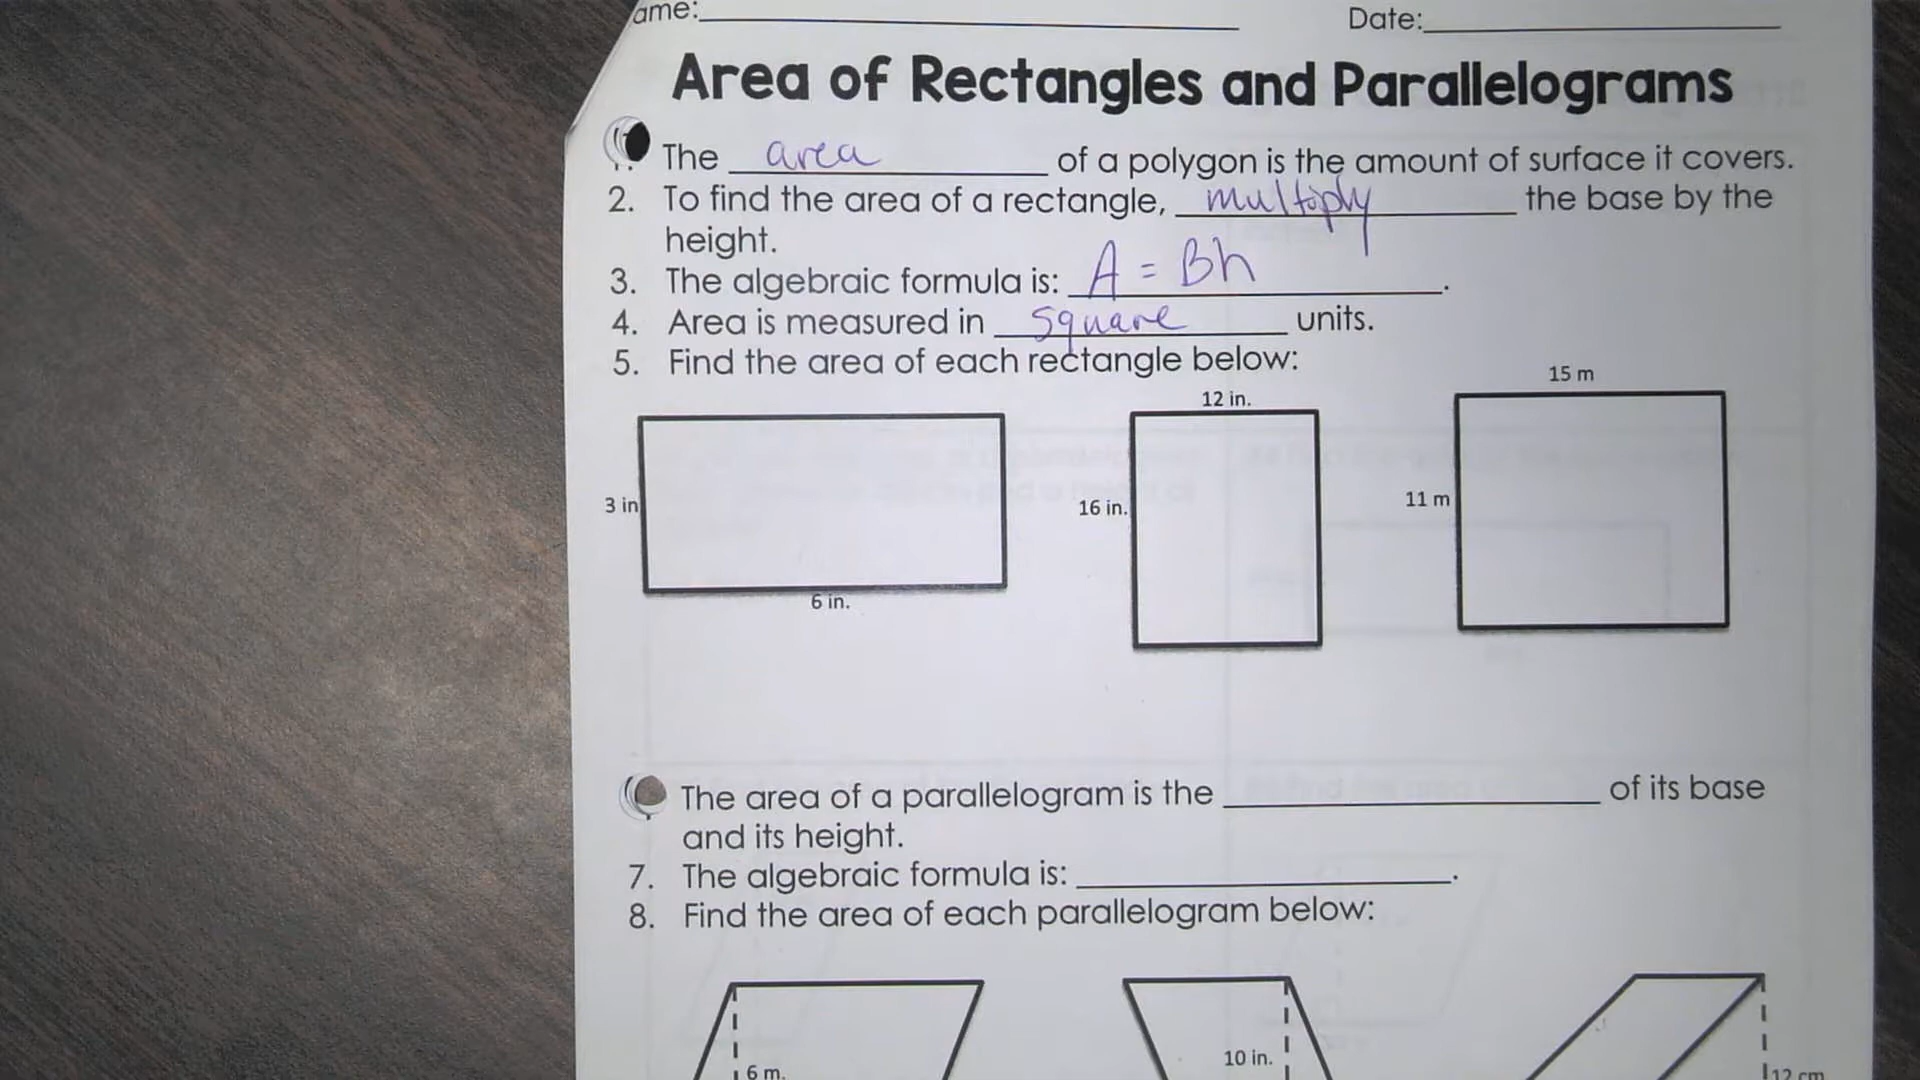 ame:
Date:
Area of Rectangles and Parallelograms
The area of a polygon is the amount of surface it covers.
2. To find the area of a rectangle, multiply the base by the
height.
3. The algebraic formula is: A = Bh.
4. Area is measured in square units.
5. Find the area of each rectangle below:
15 m
12 in.
3 in
16 in.
11 m
6 in.
The area of a parallelogram is the of its base
and its height.
7. The algebraic formula is:
8. Find the area of each parallelogram below:
10 in.
6 m.
12 cm